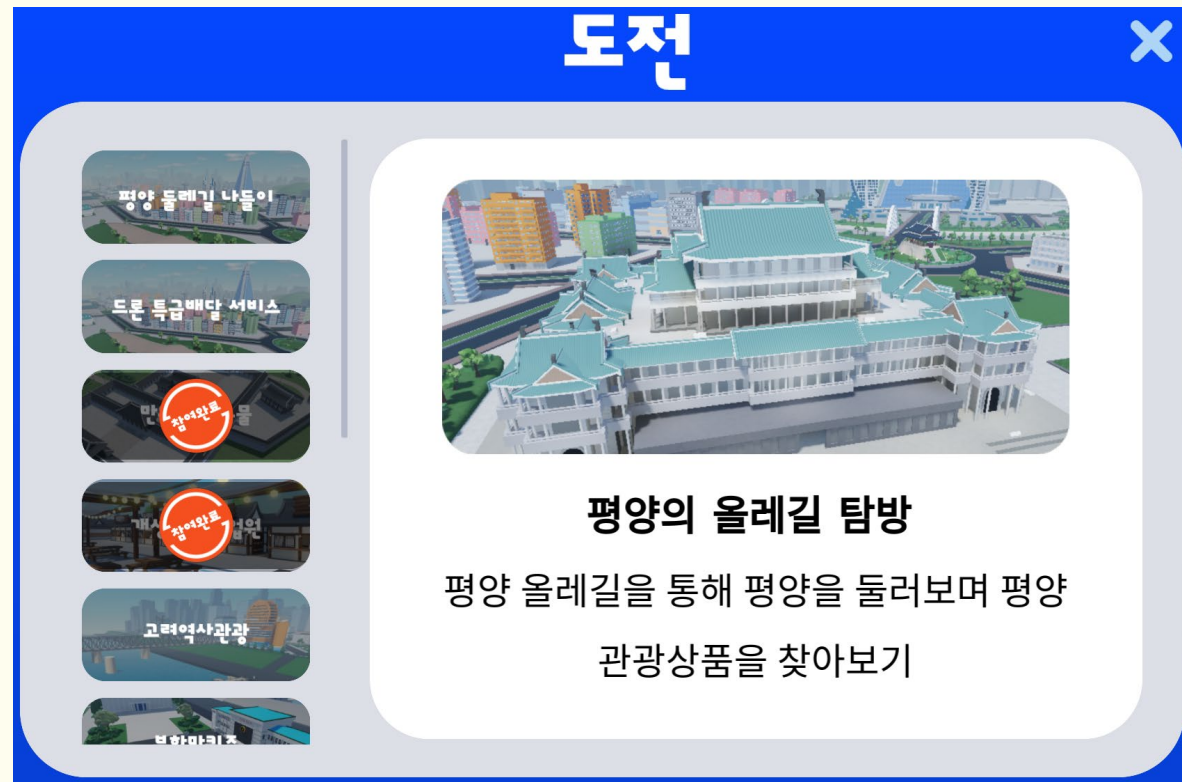 도전
평양 둘레길 나들이
드론 특급배달 서비스
참여완료
참여완료
고려역사관광
평양의 올레길 탐방
평양 올레길을 통해 평양을 둘러보며 평양
관광상품을 찾아보기